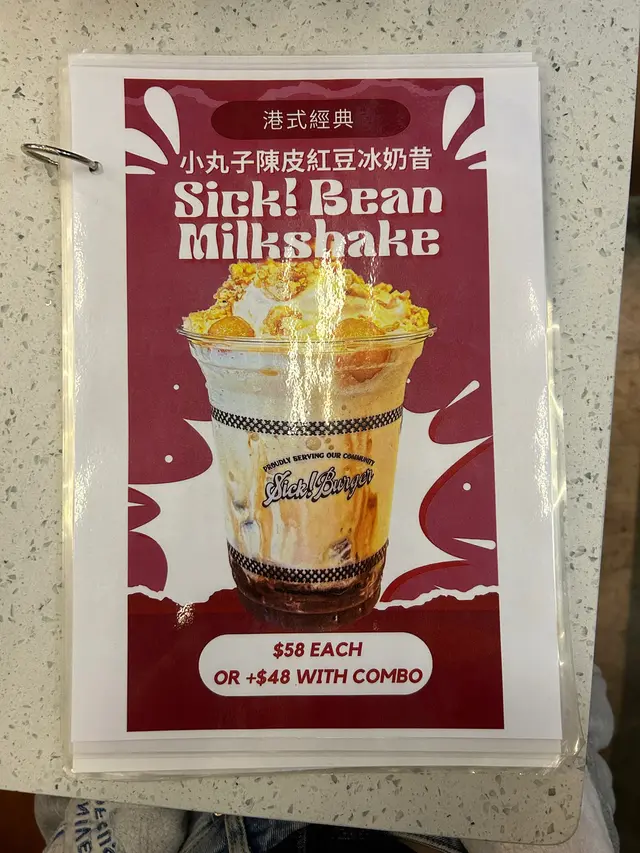 港式經典
小丸子陳皮紅豆冰奶昔
Sick! Bean
Milkshake
PROUDLY SERVING OUR COMMUNITY
Sick! Burger
$58 EACH
OR +$48 WITH COMBO